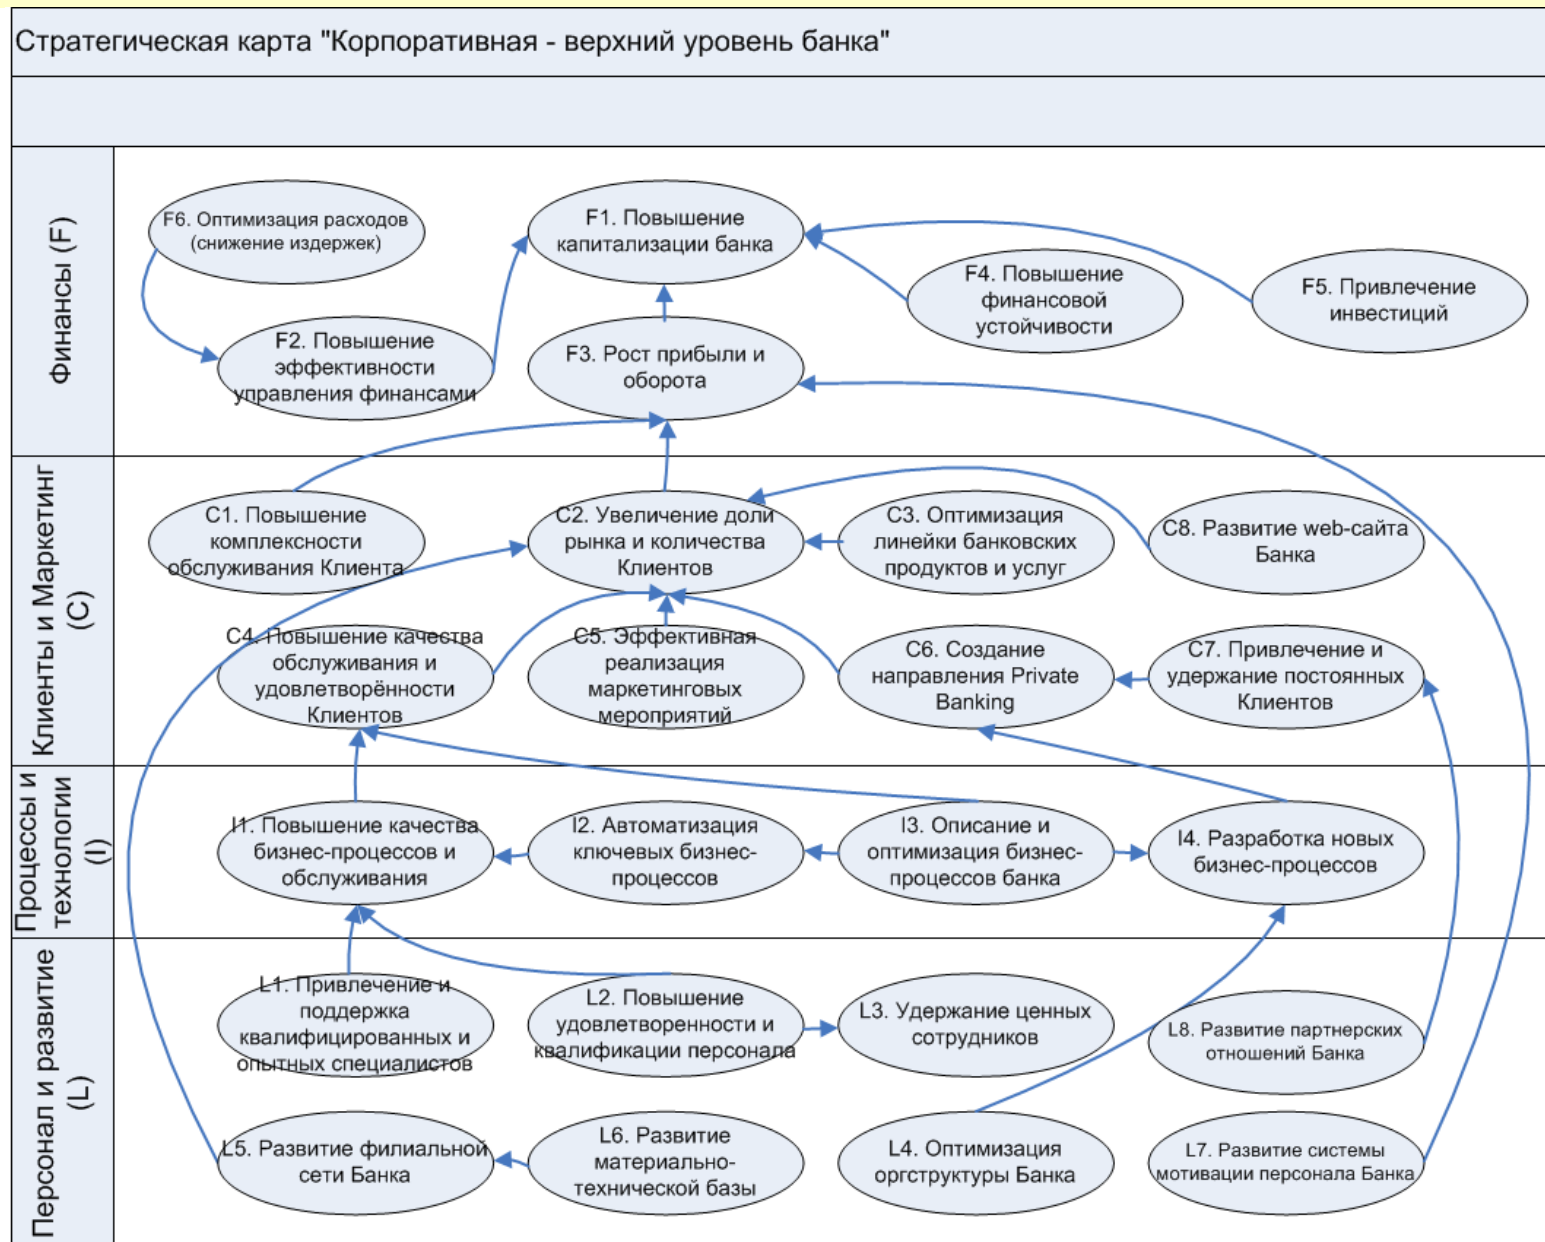 Стратегическая карта "Корпоративная - верхний уровень банка"
Финансы (F)
F6. Оптимизация расходов
(снижение издержек)
F1. Повышение
капитализации банка
F4. Повышение
финансовой
устойчивости
F5. Привлечение
инвестиций
F2. Повышение
эффективности
управления финансами
F3. Рост прибыли и
оборота
Клиенты и Маркетинг
(C)
C1. Повышение
комплексности
обслуживания Клиента
C2. Увеличение доли
рынка и количества
Клиентов
C3. Оптимизация
линейки банковских
продуктов и услуг
C8. Развитие web-сайта
Банка
C4. Повышение качества
обслуживания и
удовлетворённости
Клиентов
C5. Эффективная
реализация
маркетинговых
мероприятий
C6. Создание
направления Private
Banking
C7. Привлечение и
удержание постоянных
Клиентов
Процессы и
технологии
(I)
I1. Повышение качества
бизнес-процессов и
обслуживания
I2. Автоматизация
ключевых бизнес-
процессов
I3. Описание и
оптимизация бизнес-
процессов банка
I4. Разработка новых
бизнес-процессов
Персонал и развитие
(L)
L1. Привлечение и
поддержка
квалифицированных и
опытных специалистов
L2. Повышение
удовлетворенности и
квалификации персонала
L3. Удержание ценных
сотрудников
L8. Развитие партнерских
отношений Банка
L5. Развитие филиальной
сети Банка
L6. Развитие
материально-
технической базы
L4. Оптимизация
оргструктуры Банка
L7. Развитие системы
мотивации персонала Банка